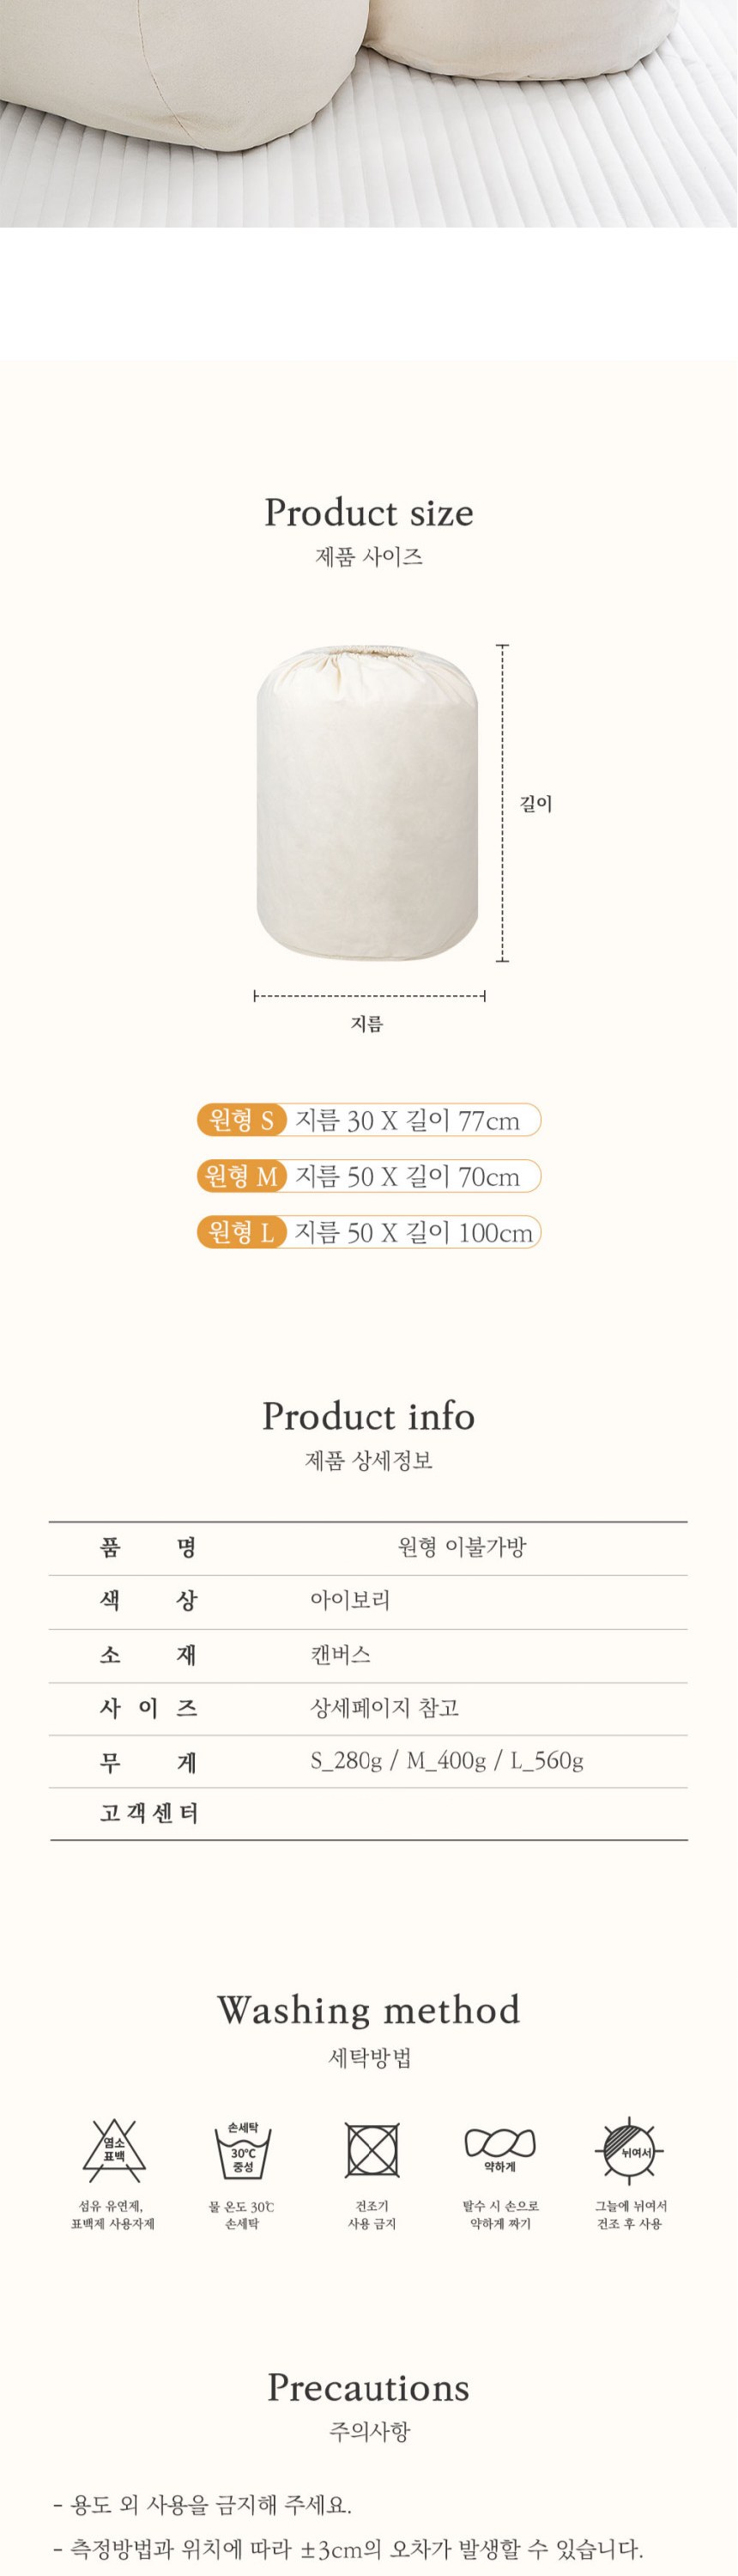 Product size
제품 사이즈
길이
지름
원형 S 지름 30 X 길이 77cm
원형 M 지름 50 X 길이 70cm
원형 L 지름 50 X 길이 100cm
Product info
제품 상세정보
품 명 원형 이불가방
색 상 아이보리
소 재 캔버스
사 이 즈 상세페이지 참고
무 게 S_280g / M_400g / L_560g
고객센터
Washing method
세탁방법
염소
표백
손세탁
30℃
중성
약하게
뉘여서
섬유 유연제,
표백제 사용자제
물 온도 30℃
손세탁
건조기
사용 금지
탈수 시 손으로
약하게 짜기
그늘에 뉘여서
건조 후 사용
Precautions
주의사항
- 용도 외 사용을 금지해 주세요.
- 측정방법과 위치에 따라 ±3cm의 오차가 발생할 수 있습니다.